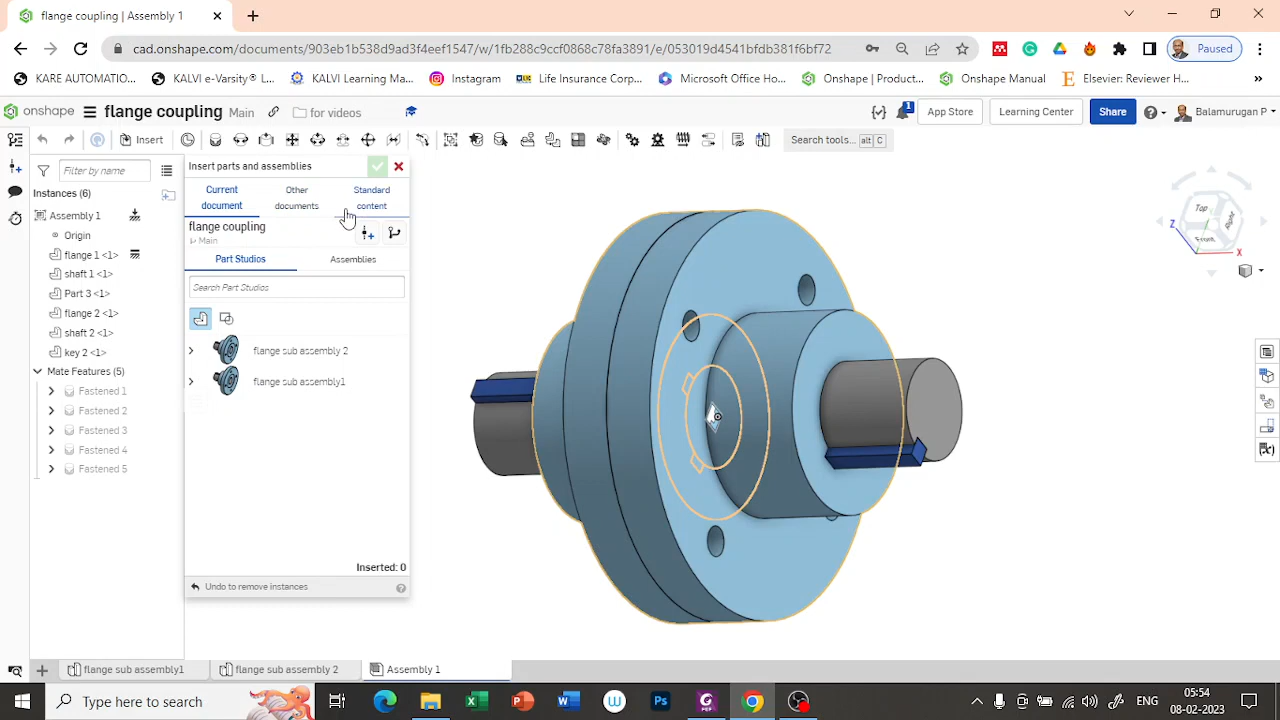 flange coupling | Assembly 1
cad.onshape.com/document/903eb1b538d9ad3f4eef1547/w/1fb288c9ccf0868c78fa3891/e/053019d4541bfdb381f6bf72
Paused
KARE AUTOMATIO...
KALVI e-Varsity ® L...
KALVI Learning Ma...
Instagram
Life Insurance Corp...
Microsoft Office Ho...
Onshape | Product...
Onshape Manual
Elsevier: Reviewer H...
»
onshape
flange coupling Main
for videos
1
App Store
Learning Center
Share
Balamurugan P
Insert
Search tools... alt C
Filter by name
Instances (6)
Assembly 1
Origin
flange 1 <1>
shaft 1 <1>
Part 3 <1>
flange 2 <1>
shaft 2 <1>
key 2 <1>
Mate Features (5)
Fastened 1
Fastened 2
Fastened 3
Fastened 4
Fastened 5
Insert parts and assemblies
Current document
Other documents
Standard content
flange coupling
Main
Part Studios
Assemblies
Search Part Studios
flange sub assembly 2
flange sub assembly1
Inserted: 0
Undo to remove instances
Top
Right
Front
Z
X
flange sub assembly1
flange sub assembly 2
Assembly 1
Type here to search
ENG
05:54
08-02-2023